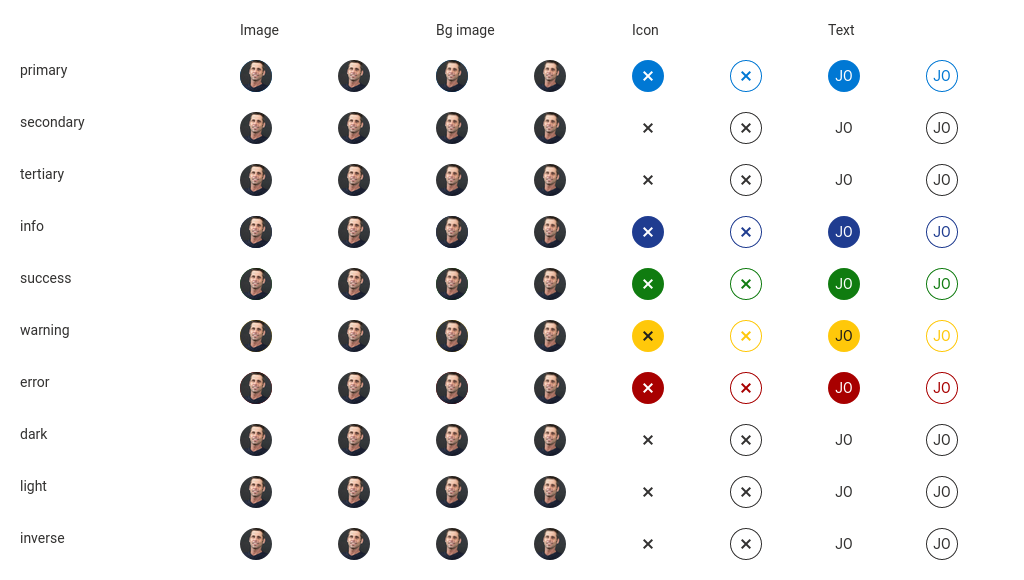 Image Bg image Icon Text
primary JO JO
secondary JO JO
tertiary JO JO
info JO JO
success JO JO
warning JO JO
error JO JO
dark JO JO
light JO JO
inverse JO JO